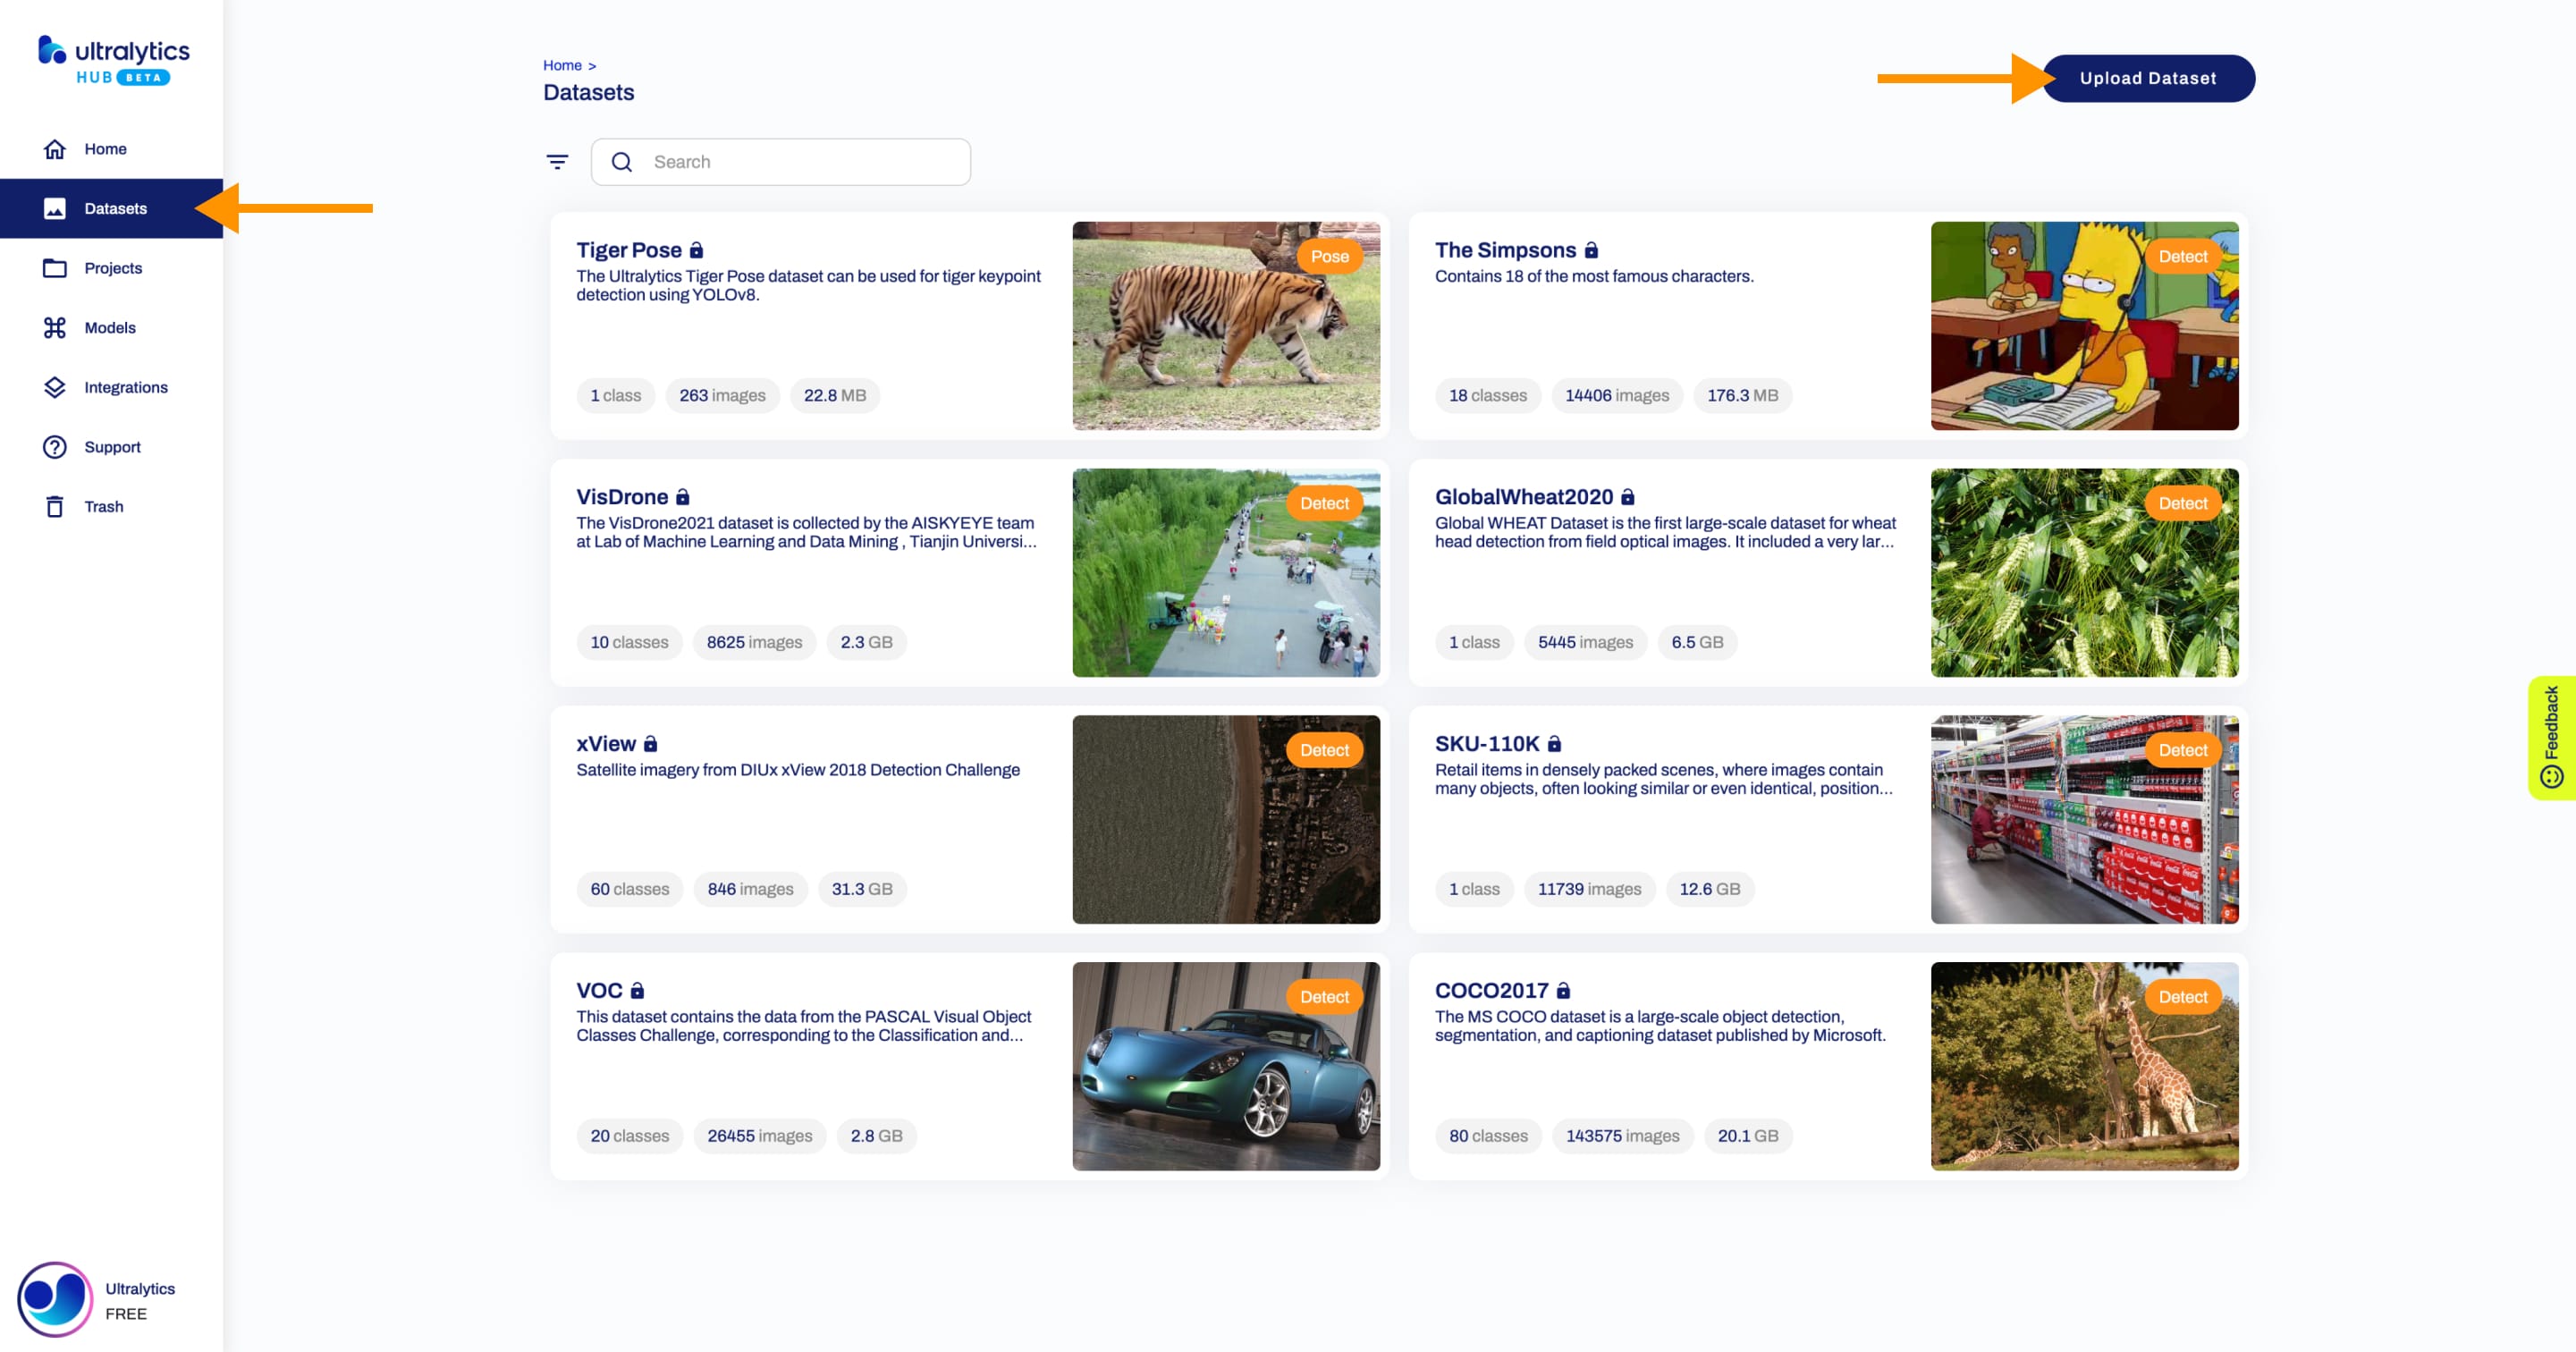 ultralytics
HUB BETA
Home
Datasets
Projects
Models
Integrations
Support
Trash
Ultralytics
FREE
Home >
Datasets
Upload Dataset
Search
Tiger Pose
The Ultralytics Tiger Pose dataset can be used for tiger keypoint
detection using YOLOv8.
1 class 263 images 22.8 MB
Pose
The Simpsons
Contains 18 of the most famous characters.
18 classes 14406 images 176.3 MB
Detect
VisDrone
The VisDrone2021 dataset is collected by the AISKYEYE team
at Lab of Machine Learning and Data Mining , Tianjin Universi...
10 classes 8625 images 2.3 GB
Detect
GlobalWheat2020
Global WHEAT Dataset is the first large-scale dataset for wheat
head detection from field optical images. It included a very lar...
1 class 5445 images 6.5 GB
Detect
xView
Satellite imagery from DIUx xView 2018 Detection Challenge
60 classes 846 images 31.3 GB
Detect
SKU-110K
Retail items in densely packed scenes, where images contain
many objects, often looking similar or even identical, position...
1 class 11739 images 12.6 GB
Detect
VOC
This dataset contains the data from the PASCAL Visual Object
Classes Challenge, corresponding to the Classification and...
20 classes 26455 images 2.8 GB
Detect
COCO2017
The MS COCO dataset is a large-scale object detection,
segmentation, and captioning dataset published by Microsoft.
80 classes 143575 images 20.1 GB
Detect
Feedback